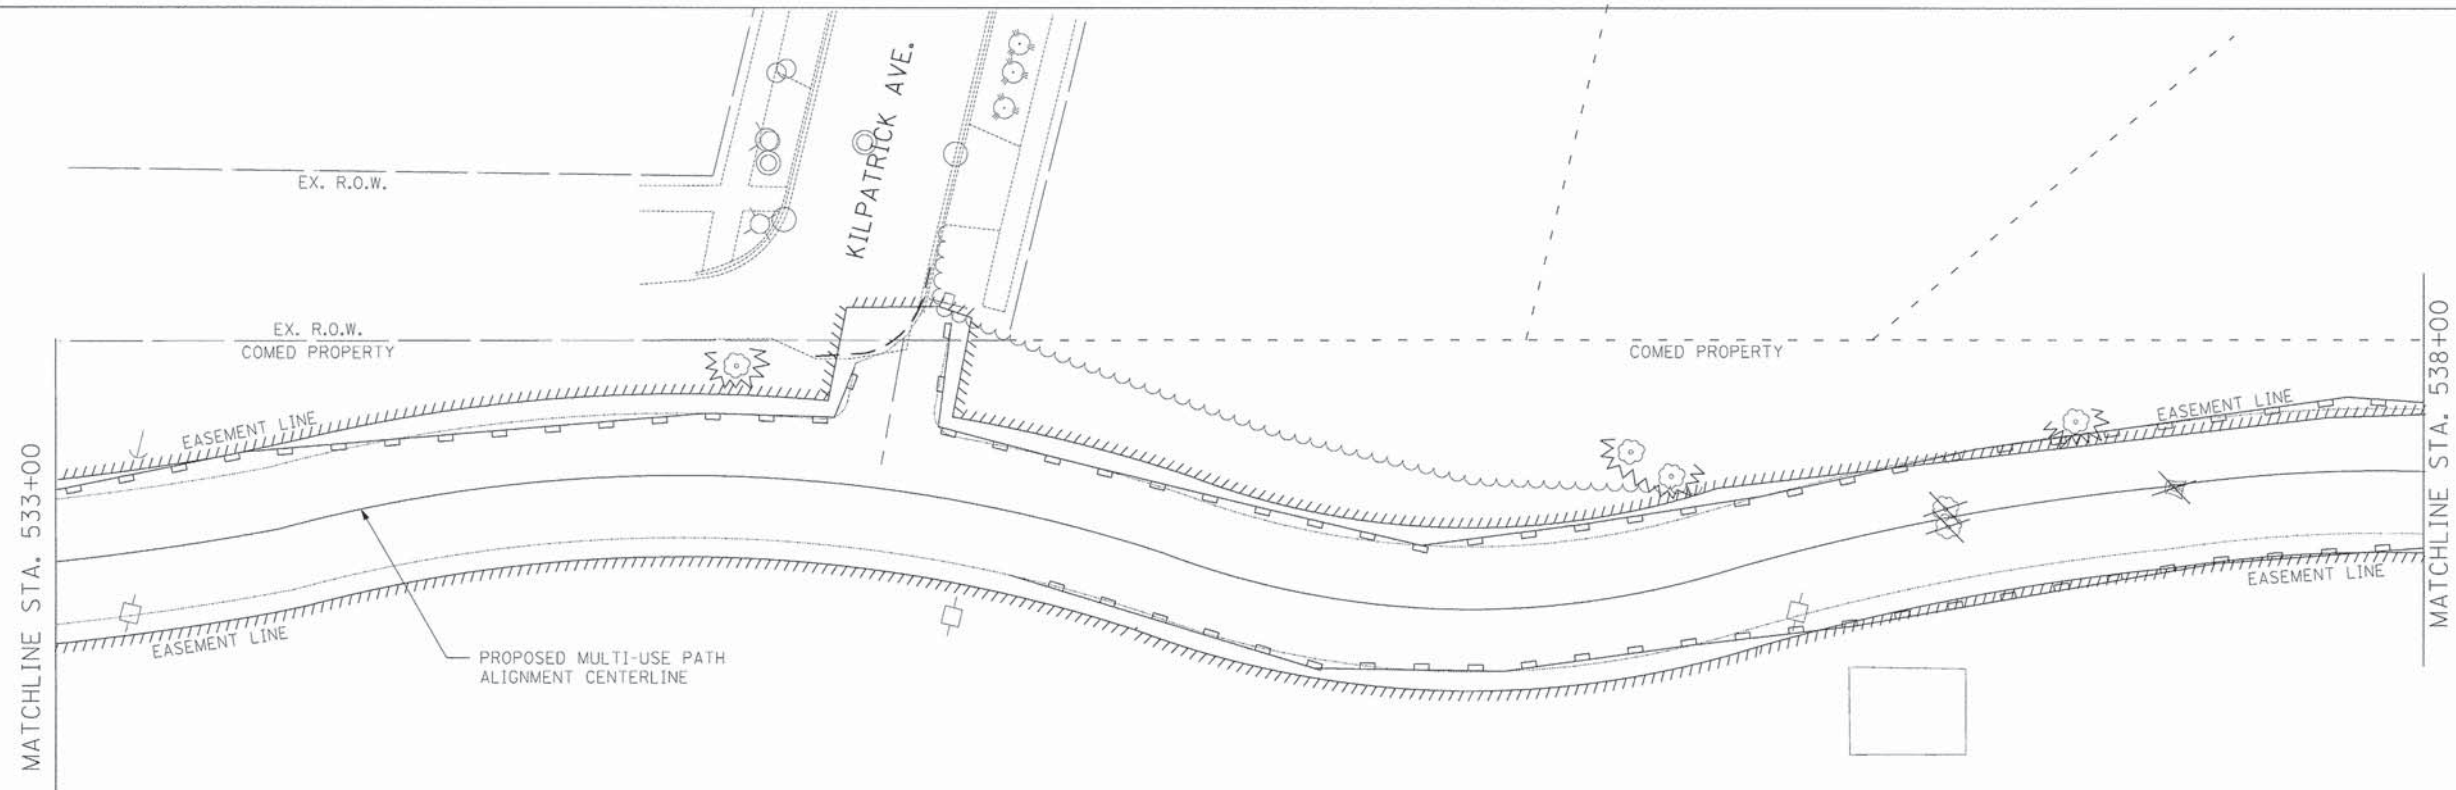 KILPATRICK AVE.
EX. R.O.W.
EX. R.O.W.
COMED PROPERTY
COMED PROPERTY
EASEMENT LINE
EASEMENT LINE
MATCHLINE STA. 533+00
MATCHLINE STA. 538+00
EASEMENT LINE
EASEMENT LINE
PROPOSED MULTI-USE PATH
ALIGNMENT CENTERLINE